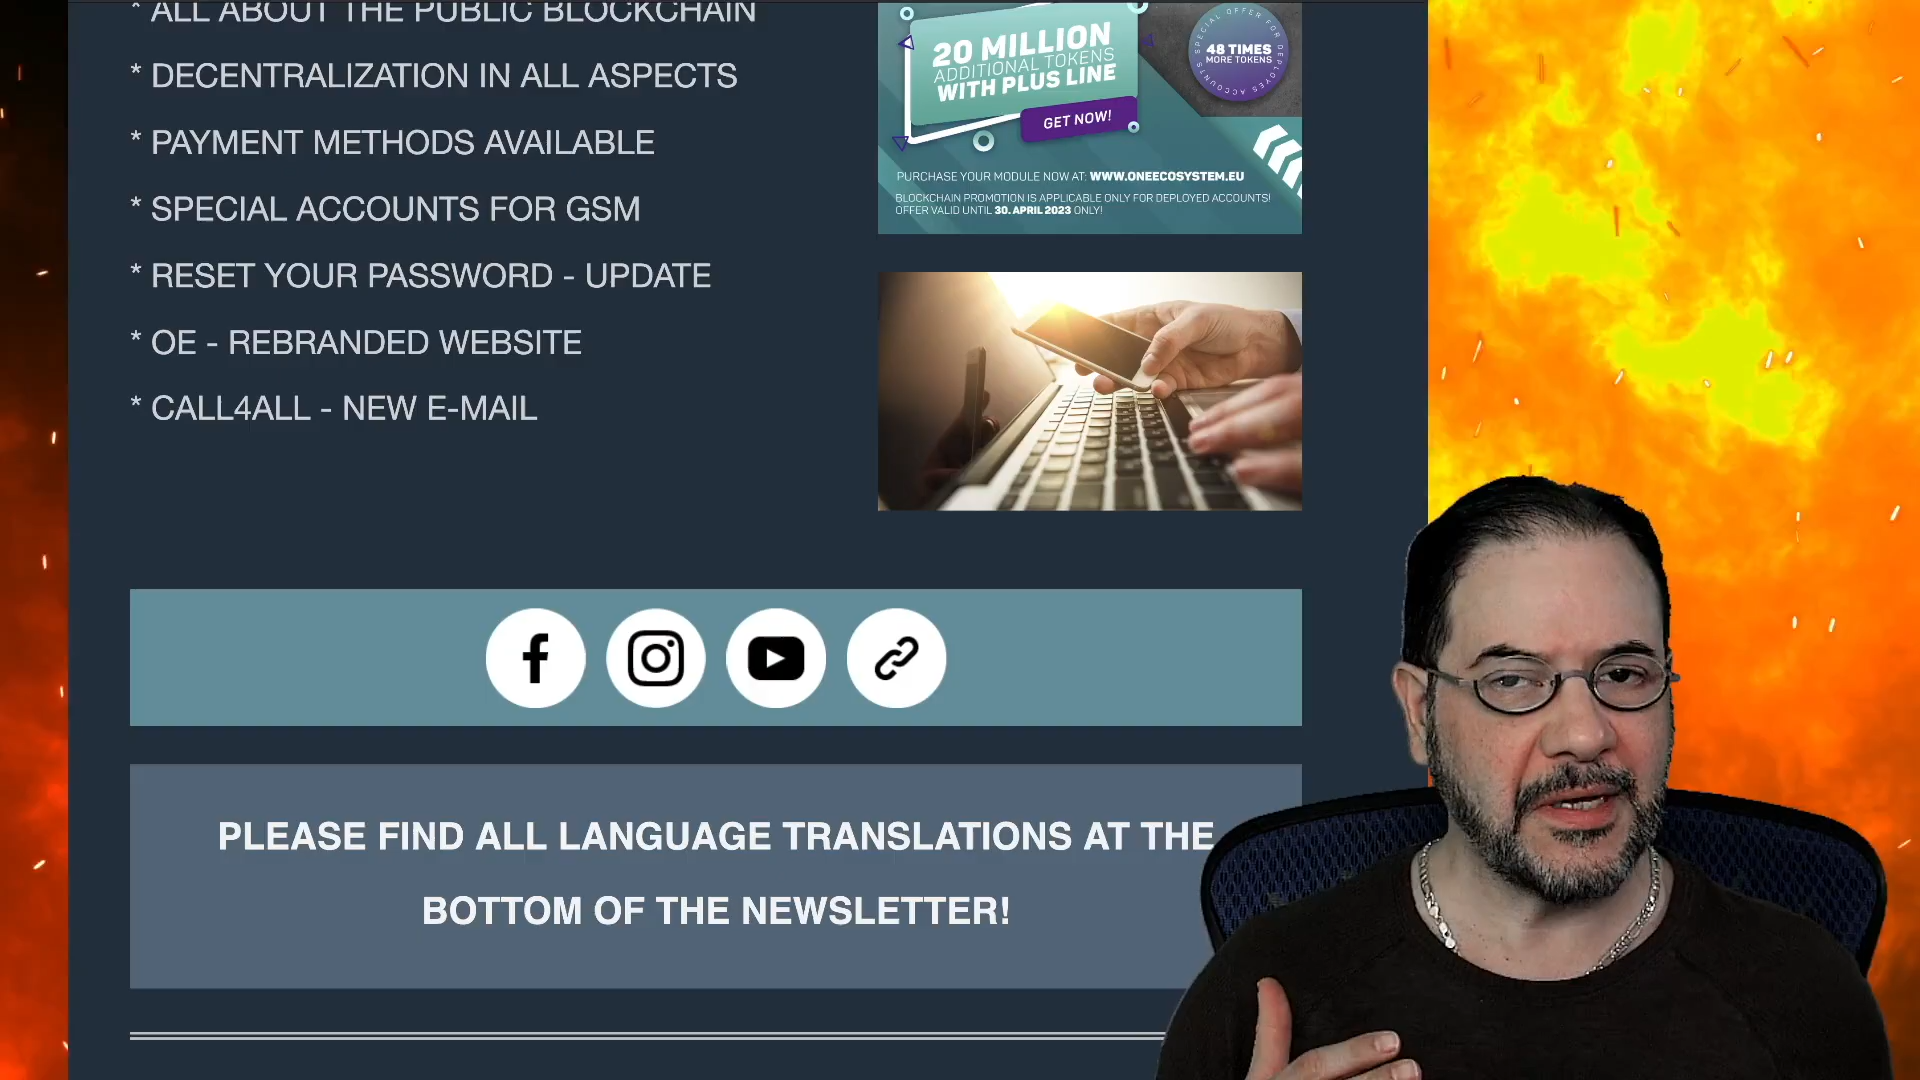 * ALL ABOUT THE PUBLIC BLOCKCHAIN
* DECENTRALIZATION IN ALL ASPECTS
* PAYMENT METHODS AVAILABLE
* SPECIAL ACCOUNTS FOR GSM
* RESET YOUR PASSWORD - UPDATE
* OE - REBRANDED WEBSITE
* CALL4ALL - NEW E-MAIL
20 MILLION
ADDITIONAL TOKENS
WITH PLUS LINE
GET NOW!
SPECIAL OFFER FOR DEPLOYED ACCOUNTS
48 TIMES
MORE TOKENS
PURCHASE YOUR MODULE NOW AT: WWW.ONEECOSYSTEM.EU
BLOCKCHAIN PROMOTION IS APPLICABLE ONLY FOR DEPLOYED ACCOUNTS!
OFFER VALID UNTIL 30. APRIL 2023 ONLY!
PLEASE FIND ALL LANGUAGE TRANSLATIONS AT THE
BOTTOM OF THE NEWSLETTER!